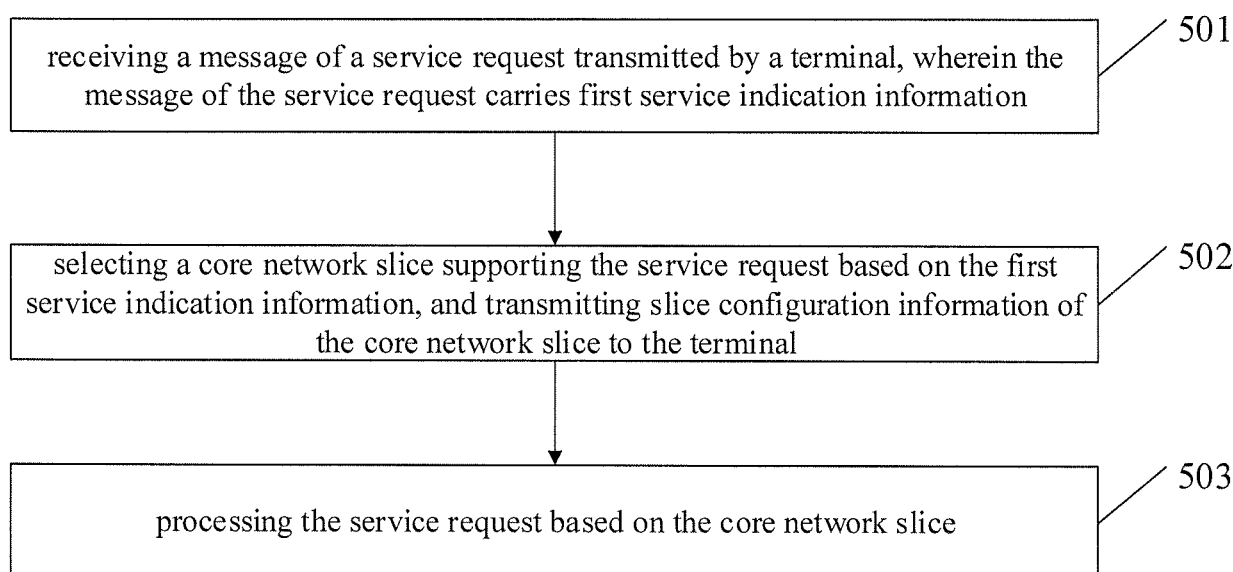 501
receiving a message of a service request transmitted by a terminal, wherein the
message of the service request carries first service indication information
502
selecting a core network slice supporting the service request based on the first
service indication information, and transmitting slice configuration information of
the core network slice to the terminal
503
processing the service request based on the core network slice